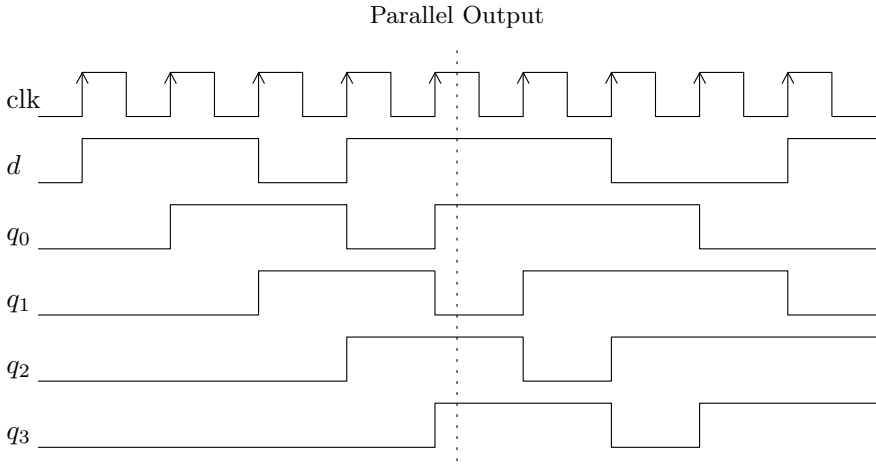 Parallel Output
clk
d
q₀
q₁
q₂
q₃